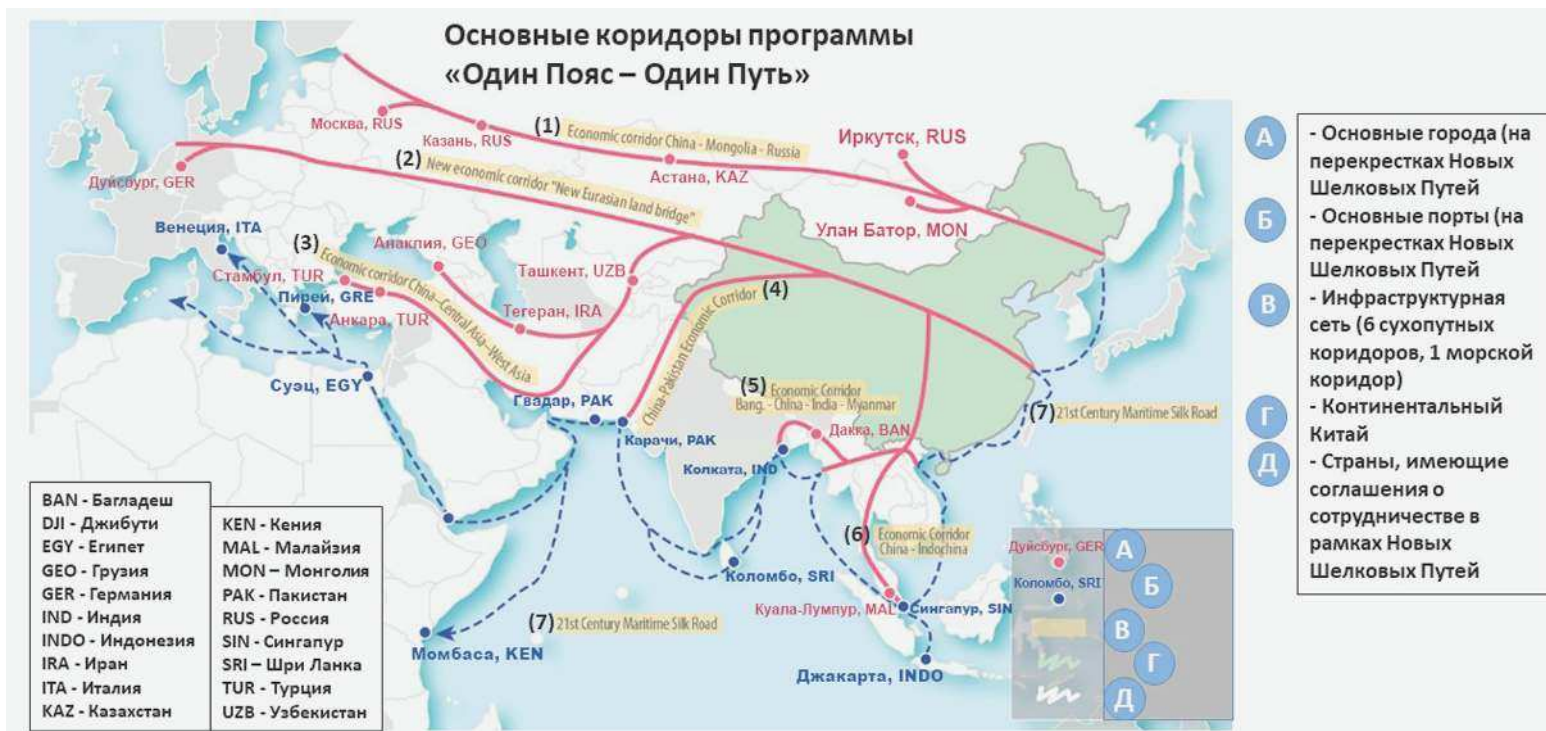 Основные коридоры программы
«Один Пояс – Один Путь»
Москва, RUS
Казань, RUS
(1) Economic corridor China - Mongolia - Russia
Иркутск, RUS
Астана, KAZ
Улан Батор, MON
(2) New economic corridor "New Eurasian land bridge"
Дуйсбург, GER
Венеция, ITA
(3) Economic corridor China–Central Asia–West Asia
Анаклия, GEO
Стамбул, TUR
Ташкент, UZB
Пирей, GRE
Анкара, TUR
Тегеран, IRA
China-Pakistan Economic Corridor (4)
Суэц, EGY
Гвадар, PAK
Карачи, PAK
(5) Economic Corridor
Bang. - China - India - Myanmar
Дакка, BAN
Колката, IND
(7) 21st Century Maritime Silk Road
(6) Economic Corridor
China - Indochina
Коломбо, SRI
Куала-Лумпур, MAL
Сингапур, SIN
(7) 21st Century Maritime Silk Road
Момбаса, KEN
Джакарта, INDO
BAN - Багладеш
DJI - Джибути
EGY - Египет
GEO - Грузия
GER - Германия
IND - Индия
INDO - Индонезия
IRA - Иран
ITA - Италия
KAZ - Казахстан
KEN - Кения
MAL - Малайзия
MON – Монголия
PAK - Пакистан
RUS - Россия
SIN - Сингапур
SRI – Шри Ланка
TUR - Турция
UZB - Узбекистан
Дуйсбург, GER
А
Коломбо, SRI
Б
В
Г
Д
А
- Основные города (на
перекрестках Новых
Шелковых Путей
Б
- Основные порты (на
перекрестках Новых
Шелковых Путей
В
- Инфраструктурная
сеть (6 сухопутных
коридоров, 1 морской
коридор)
Г
- Континентальный
Китай
Д
- Страны, имеющие
соглашения о
сотрудничестве в
рамках Новых
Шелковых Путей